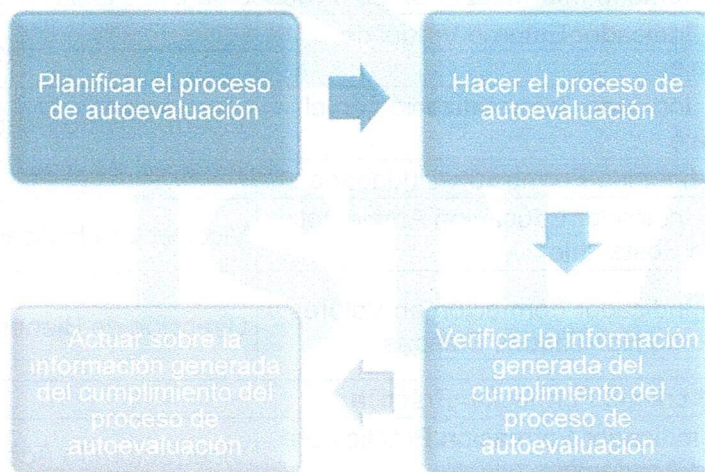 Planificar el proceso
de autoevaluación
Hacer el proceso de
autoevaluación
Verificar la información
generada del
cumplimiento del
proceso de
autoevaluación
Actuar sobre la
información generada
del cumplimiento del
proceso de
autoevaluación